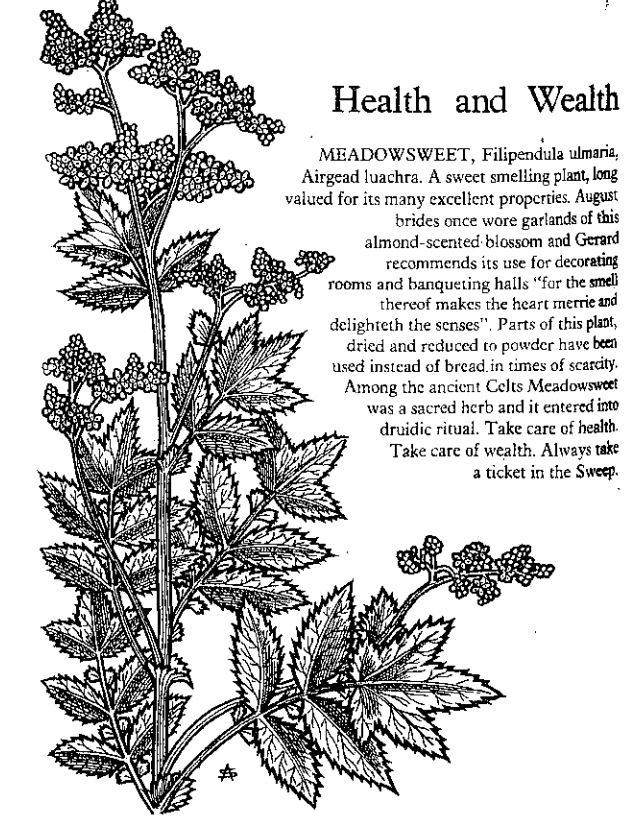 Health and Wealth
MEADOWSWEET, Filipendula ulmaria,
Airgead luachra. A sweet smelling plant, long
valued for its many excellent properties. August
brides once wore garlands of this
almond-scented blossom and Gerard
recommends its use for decorating
rooms and banqueting halls “for the smell
thereof makes the heart merrie and
delighteth the senses”. Parts of this plant,
dried and reduced to powder have been
used instead of bread in times of scarcity.
Among the ancient Celts Meadowsweet
was a sacred herb and it entered into
druidic ritual. Take care of health.
Take care of wealth. Always take
a ticket in the Sweep.